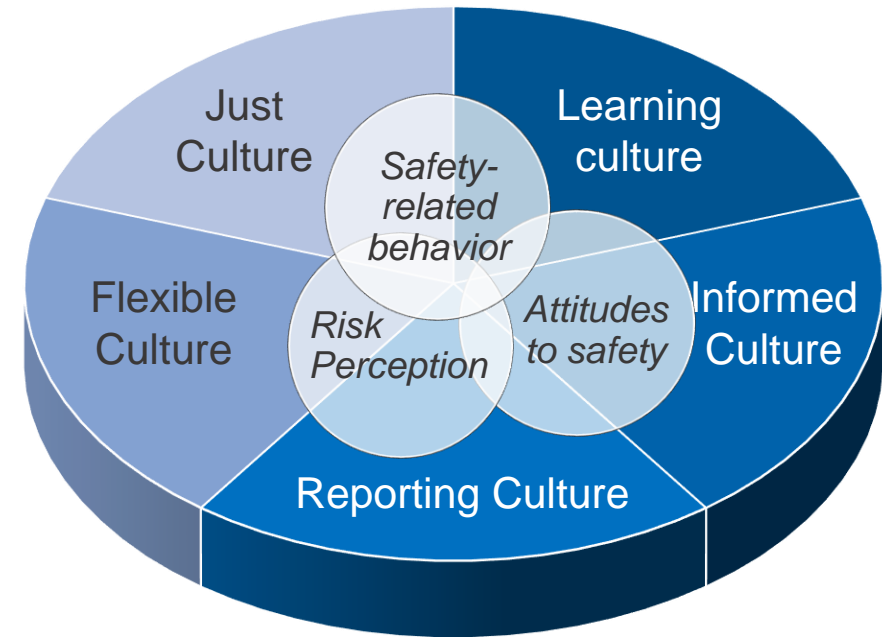 Just
Culture
Learning
culture
Safety-
related
behavior
Flexible
Culture
Risk
Perception
Attitudes
to safety
Informed
Culture
Reporting Culture